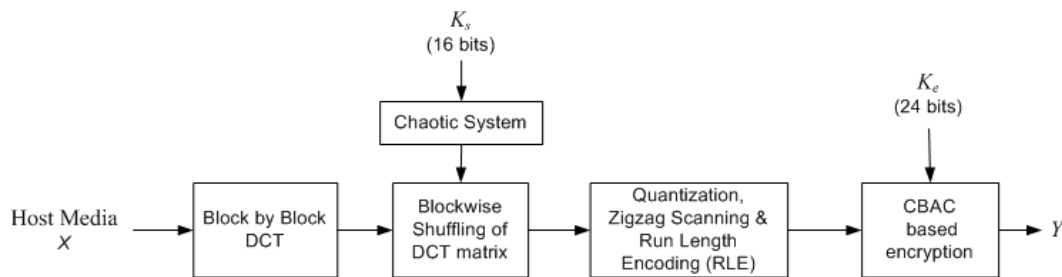 K_s
(16 bits)
K_e
(24 bits)
Chaotic System
Host Media
X
Block by Block
DCT
Blockwise
Shuffling of
DCT matrix
Quantization,
Zigzag Scanning &
Run Length
Encoding (RLE)
CBAC
based
encryption
Y